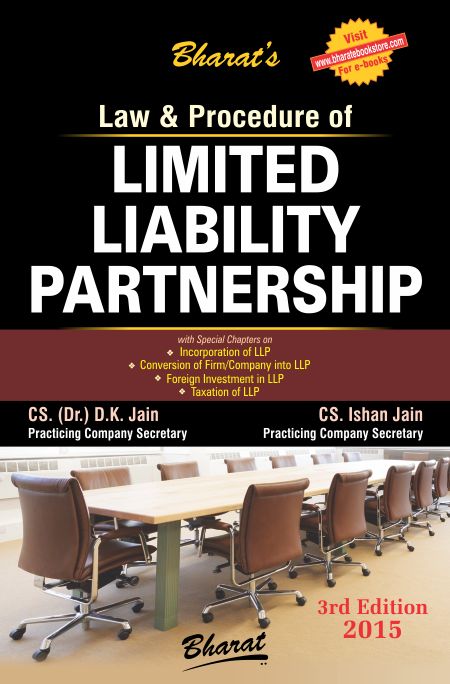 Bharat's
Visit
www.bharatebookstore.com
For e-books
Law & Procedure of
LIMITED
LIABILITY
PARTNERSHIP
with Special Chapters on
❖ Incorporation of LLP
❖ Conversion of Firm/Company into LLP
❖ Foreign Investment in LLP
❖ Taxation of LLP
CS. (Dr.) D.K. Jain
Practicing Company Secretary
CS. Ishan Jain
Practicing Company Secretary
3rd Edition
2015
Bharat